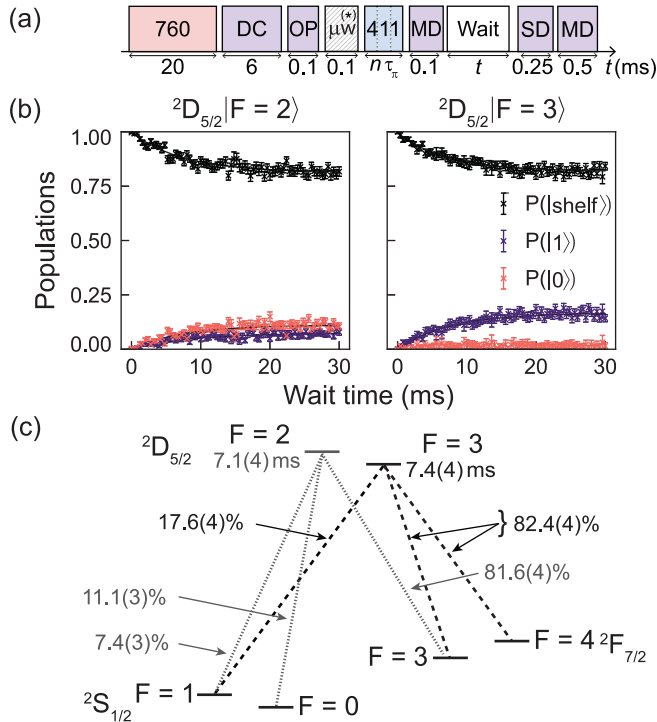 (a)
760 DC OP μw(*) 411 MD Wait SD MD
20 6 0.1 0.1 nτπ 0.1 t 0.25 0.5 t (ms)
(b)
²D₅/₂|F = 2⟩ ²D₅/₂|F = 3⟩
Populations
1.00
0.75
0.50
0.25
0.00
P(|shelf⟩)
P(|1⟩)
P(|0⟩)
0 10 20 30 0 10 20 30
Wait time (ms)
(c)
²D₅/₂ F = 2 F = 3
7.1(4) ms 7.4(4) ms
17.6(4)% } 82.4(4)%
11.1(3)% 81.6(4)%
7.4(3)%
F = 3 F = 4 ²F₇/₂
²S₁/₂ F = 1 F = 0